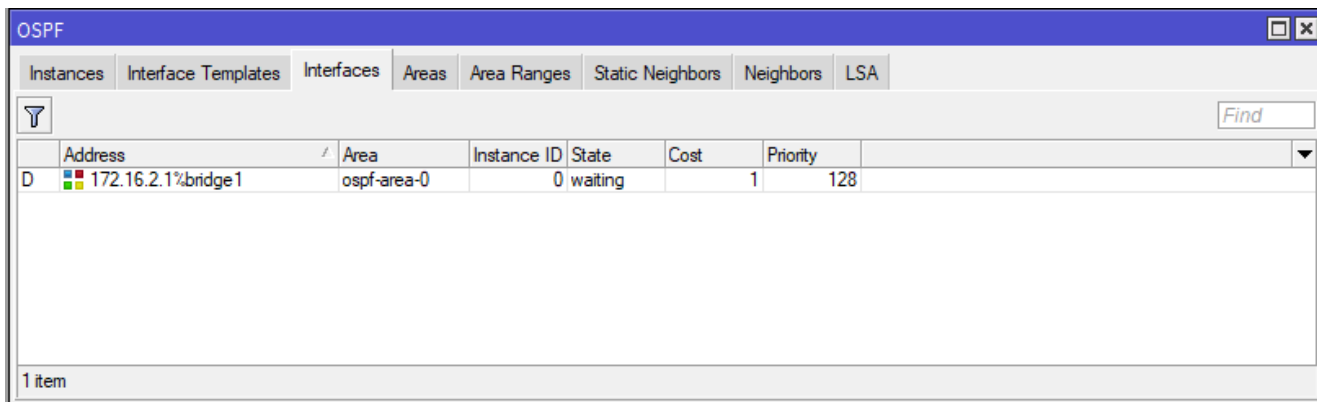 OSPF
Instances Interface Templates Interfaces Areas Area Ranges Static Neighbors Neighbors LSA
Find
Address Area Instance ID State Cost Priority
D 172.16.2.1%bridge1 ospf-area-0 0 waiting 1 128
1 item